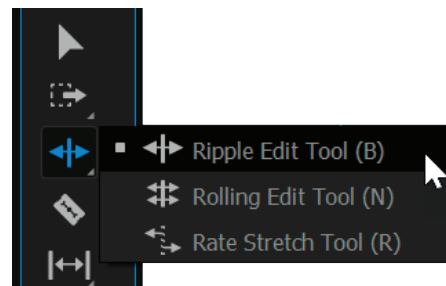 Ripple Edit Tool (B)
Rolling Edit Tool (N)
Rate Stretch Tool (R)